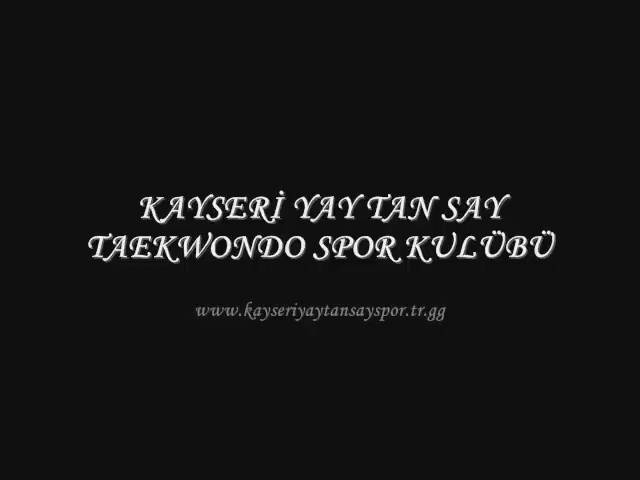 KAYSERİ YAY TAN SAY
TAEKWONDO SPOR KULÜBÜ
www.kayseriyaytansayspor.tr.gg